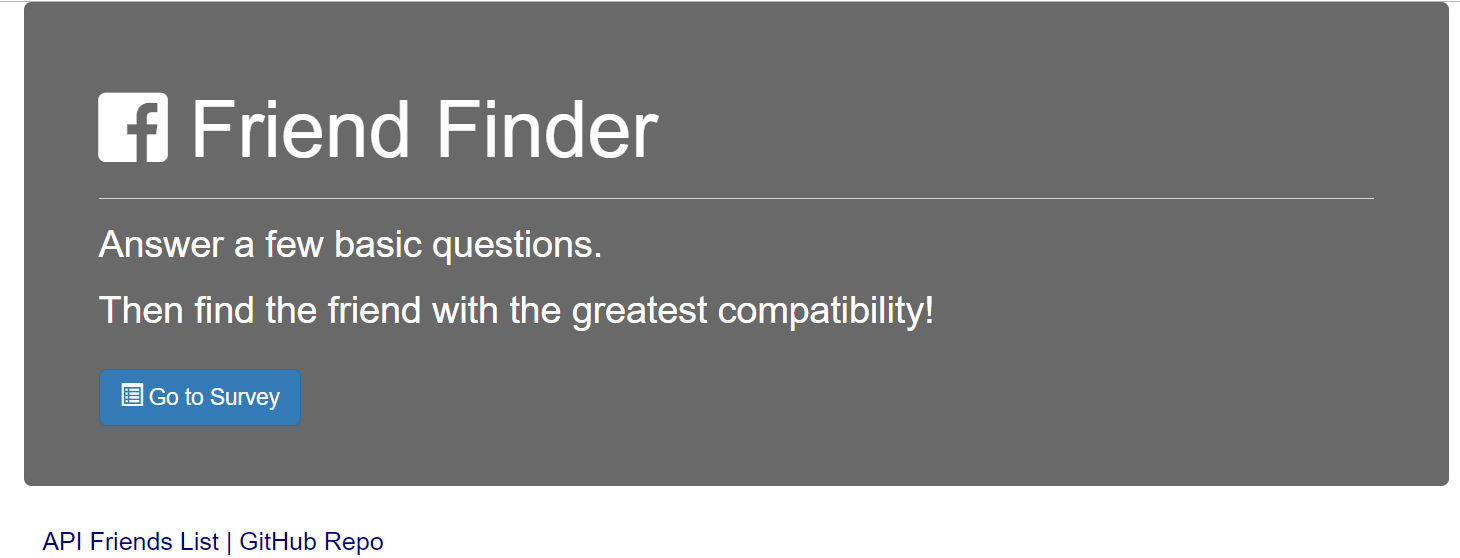 Friend Finder
Answer a few basic questions.
Then find the friend with the greatest compatibility!
Go to Survey
API Friends List | GitHub Repo